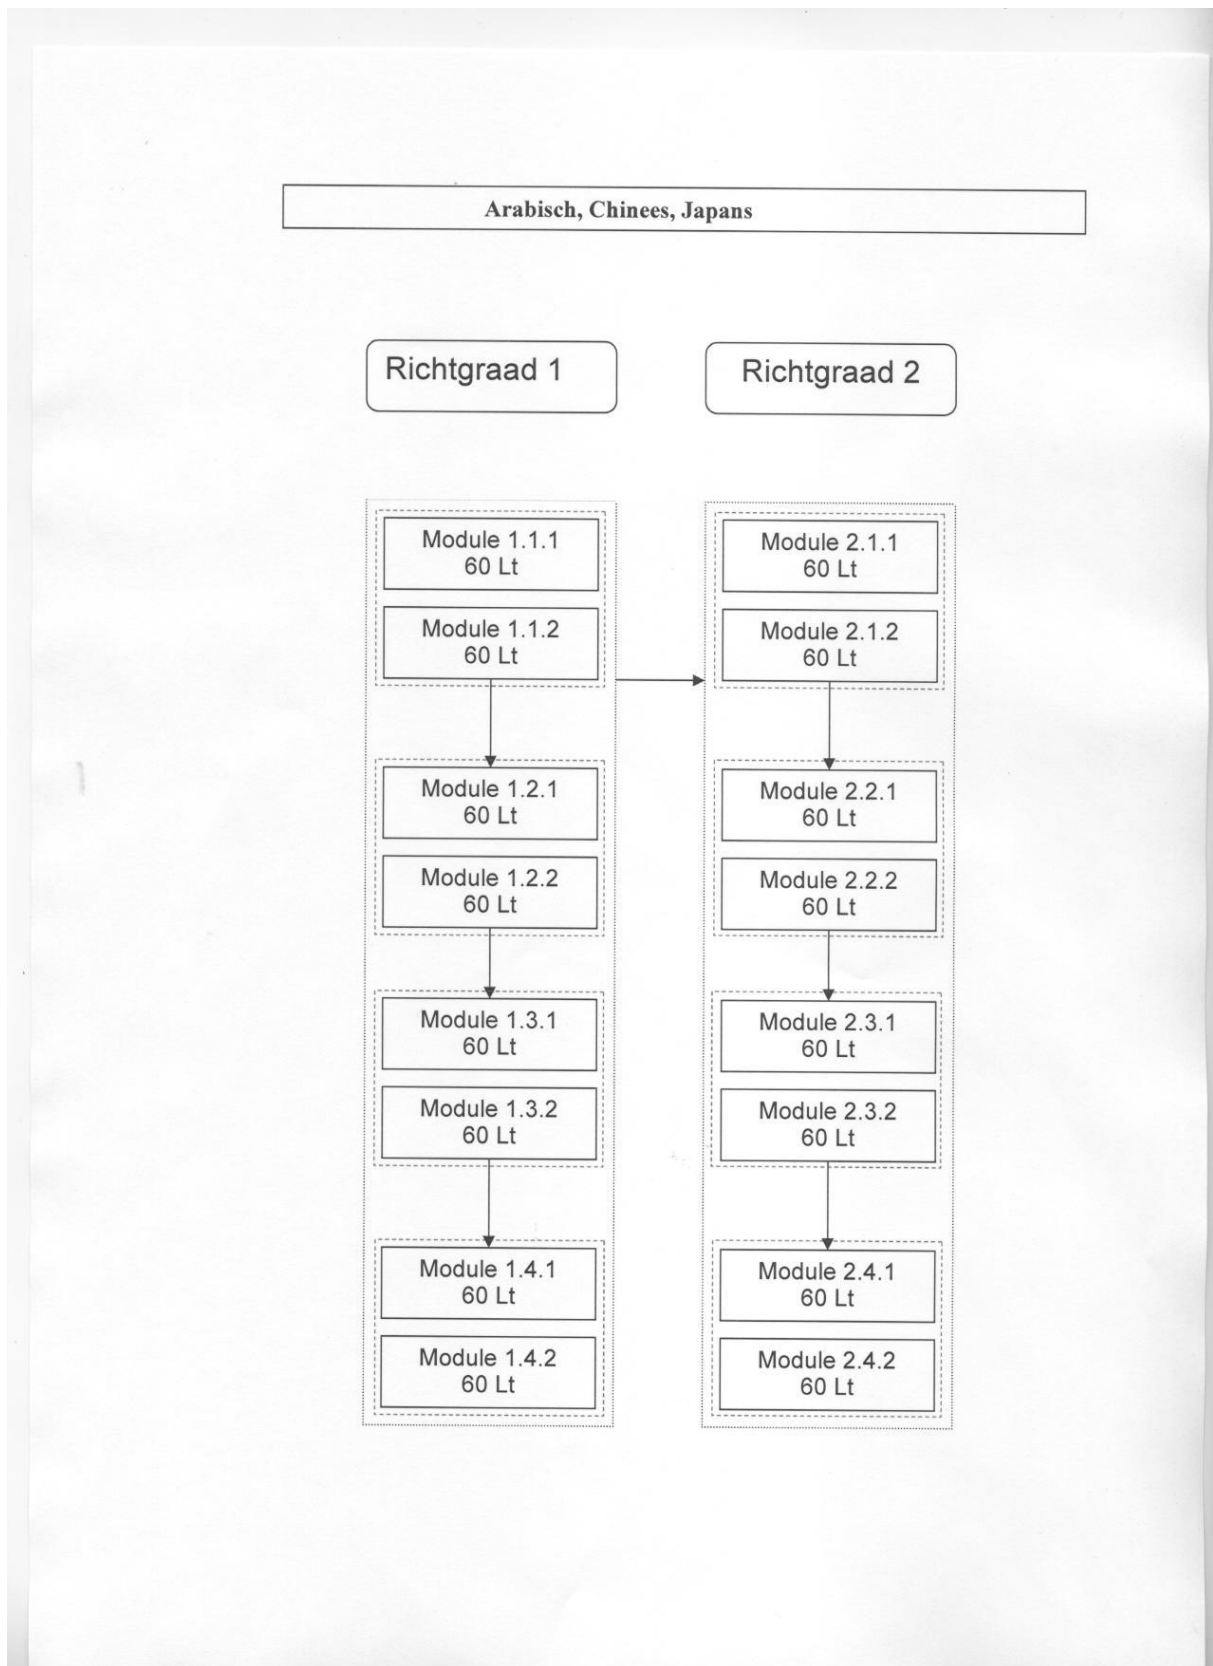 Arabisch, Chinees, Japans
Richtgraad 1
Richtgraad 2
Module 1.1.1
60 Lt
Module 1.1.2
60 Lt
Module 1.2.1
60 Lt
Module 1.2.2
60 Lt
Module 1.3.1
60 Lt
Module 1.3.2
60 Lt
Module 1.4.1
60 Lt
Module 1.4.2
60 Lt
Module 2.1.1
60 Lt
Module 2.1.2
60 Lt
Module 2.2.1
60 Lt
Module 2.2.2
60 Lt
Module 2.3.1
60 Lt
Module 2.3.2
60 Lt
Module 2.4.1
60 Lt
Module 2.4.2
60 Lt